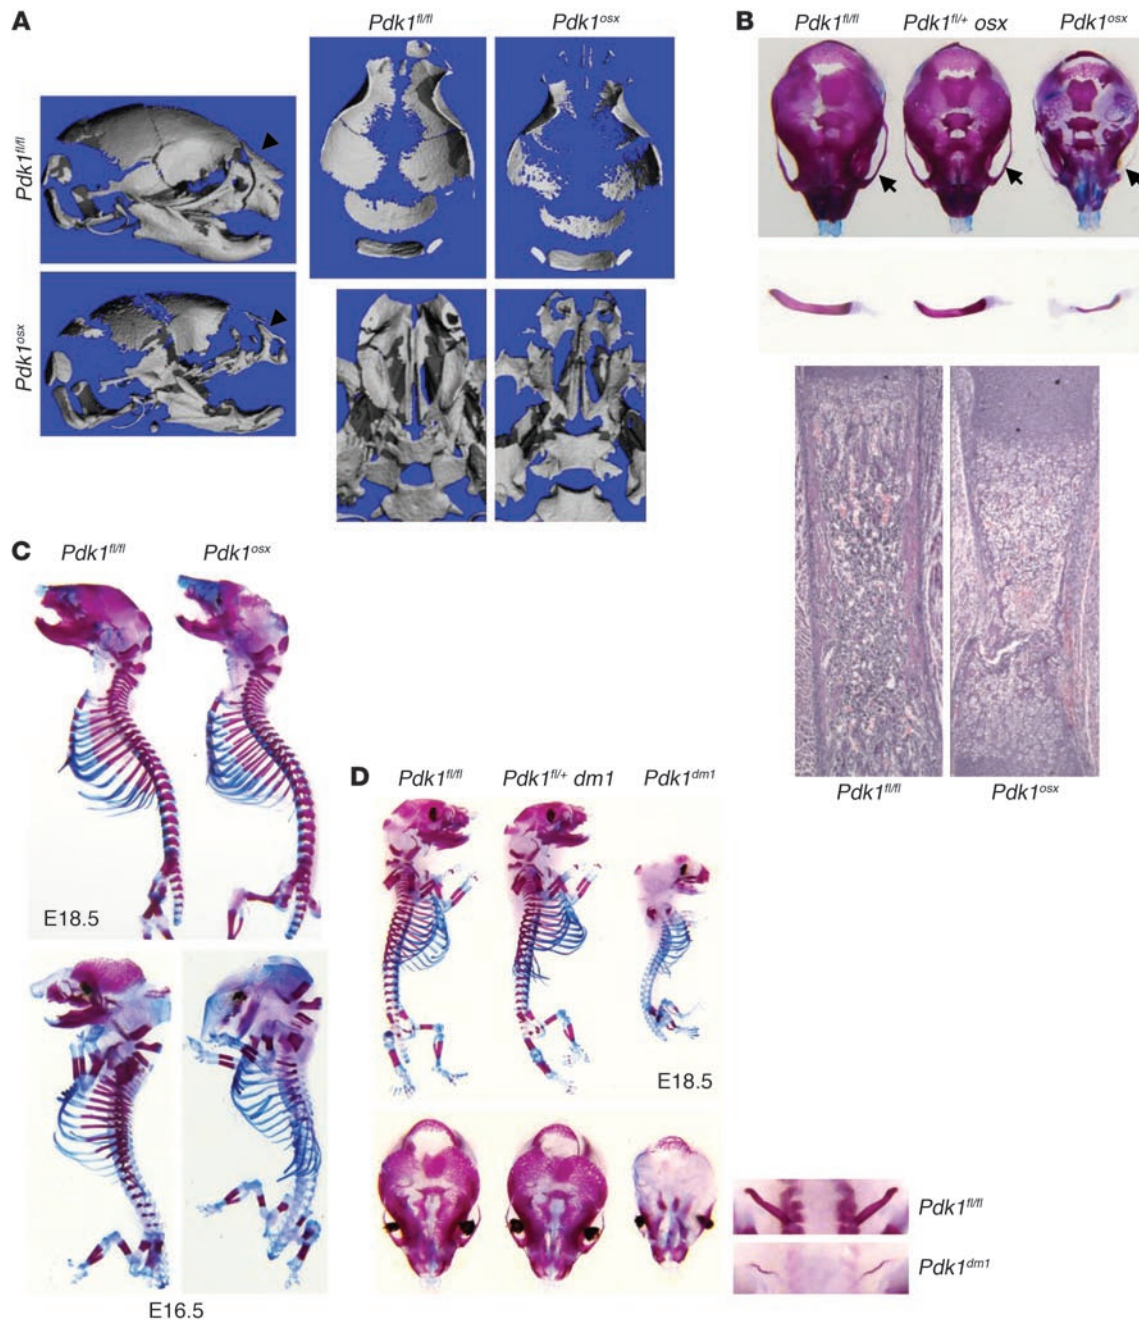 A
Pdk1fl/fl
Pdk1osx
Pdk1fl/fl
Pdk1osx
B
Pdk1fl/fl
Pdk1fl/+ osx
Pdk1osx
Pdk1fl/fl
Pdk1osx
C
Pdk1fl/fl
Pdk1osx
E18.5
E16.5
D
Pdk1fl/fl
Pdk1fl/+ dm1
Pdk1dm1
E18.5
Pdk1fl/fl
Pdk1dm1